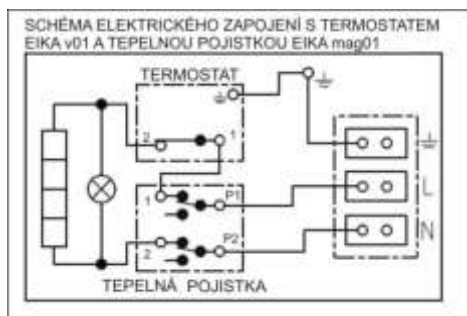 SCHÉMA ELEKTRICKÉHO ZAPOJENÍ S TERMOSTATEM
EIKA v01 A TEPELNOU POJISTKOU EIKA mag01
TERMOSTAT
2
1
1
P1
L
P2
N
2
TEPELNÁ POJISTKA